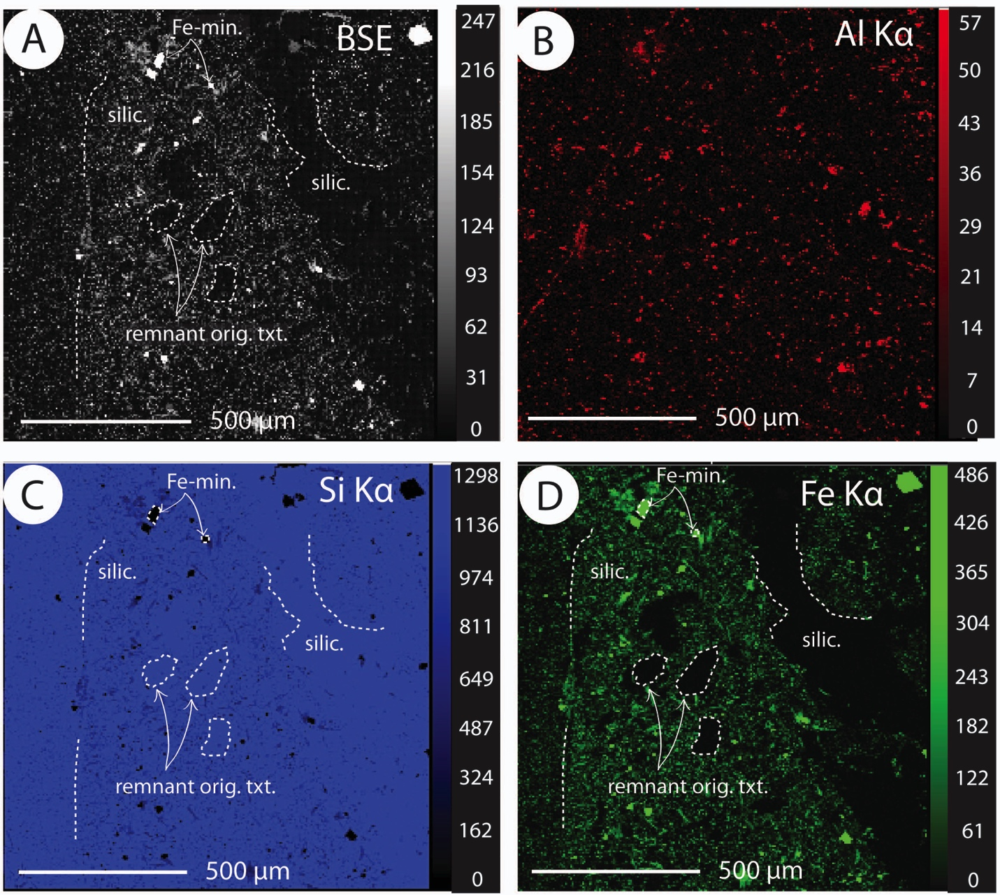 A
Fe-min.
BSE
silic.
silic.
remnant orig. txt.
500 µm
247
216
185
154
124
93
62
31
0
B
Al Kα
500 µm
57
50
43
36
29
21
14
7
0
C
Fe-min.
Si Kα
silic.
silic.
remnant orig. txt.
500 µm
1298
1136
974
811
649
487
324
162
0
D
Fe-min.
Fe Kα
silic.
silic.
remnant orig. txt.
500 µm
486
426
365
304
243
182
122
61
0